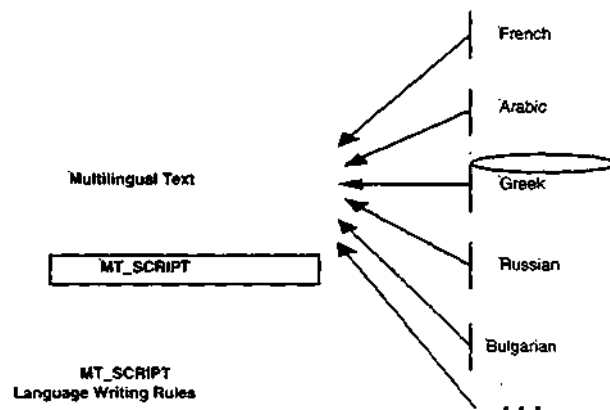 French
Arabic
Multilingual Text
Greek
MT_SCRIPT
Russian
Bulgarian
MT_SCRIPT
Language Writing Rules